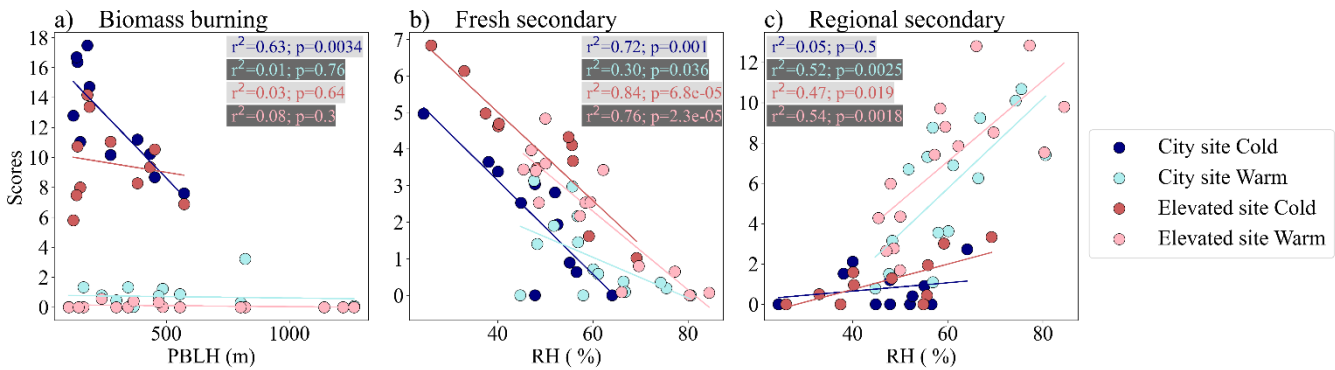 a) Biomass burning
18
16
14
12
10
8
6
4
2
0
Scores
r²=0.63; p=0.0034
r²=0.01; p=0.76
r²=0.03; p=0.64
r²=0.08; p=0.3
500 1000
PBLH (m)
b) Fresh secondary
7
6
5
4
3
2
1
0
r²=0.72; p=0.001
r²=0.30; p=0.036
r²=0.84; p=6.8e-05
r²=0.76; p=2.3e-05
40 60 80
RH ( %)
c) Regional secondary
14
12
10
8
6
4
2
0
r²=0.05; p=0.5
r²=0.52; p=0.0025
r²=0.47; p=0.019
r²=0.54; p=0.0018
40 60 80
RH ( %)
City site Cold
City site Warm
Elevated site Cold
Elevated site Warm